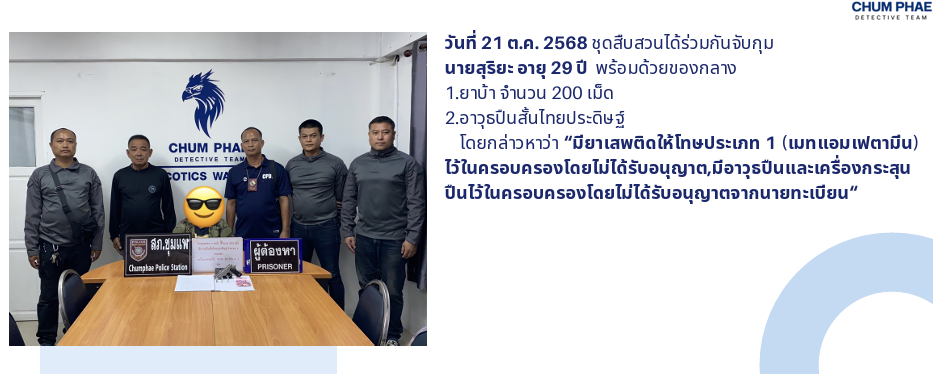 CHUM PHAE
DETECTIVE TEAM
วันที่ 21 ต.ค. 2568 ชุดสืบสวนได้ร่วมกันจับกุม
นายสุริยะ อายุ 29 ปี พร้อมด้วยของกลาง
1.ยาบ้า จำนวน 200 เม็ด
2.อาวุธปืนสั้นไทยประดิษฐ์
โดยกล่าวหาว่า “มียาเสพติดให้โทษประเภท 1 (เมทแอมเฟตามีน)
ไว้ในครอบครองโดยไม่ได้รับอนุญาต,มีอาวุธปืนและเครื่องกระสุน
ปืนไว้ในครอบครองโดยไม่ได้รับอนุญาตจากนายทะเบียน“
CHUM PHAE
DETECTIVE TEAM
COTICS WA
CPD.
สภ.ชุมแพ
Chumphae Police Station
ผู้ต้องหา
PRISONER